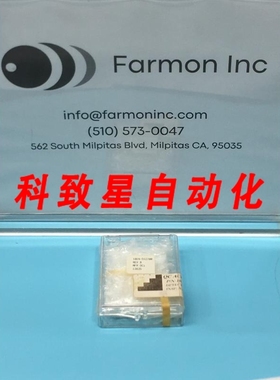 Farmon Inc
info@farmoninc.com
(510) 573-0047
562 South Milpitas Blvd, Milpitas CA, 95035
科致星自动化